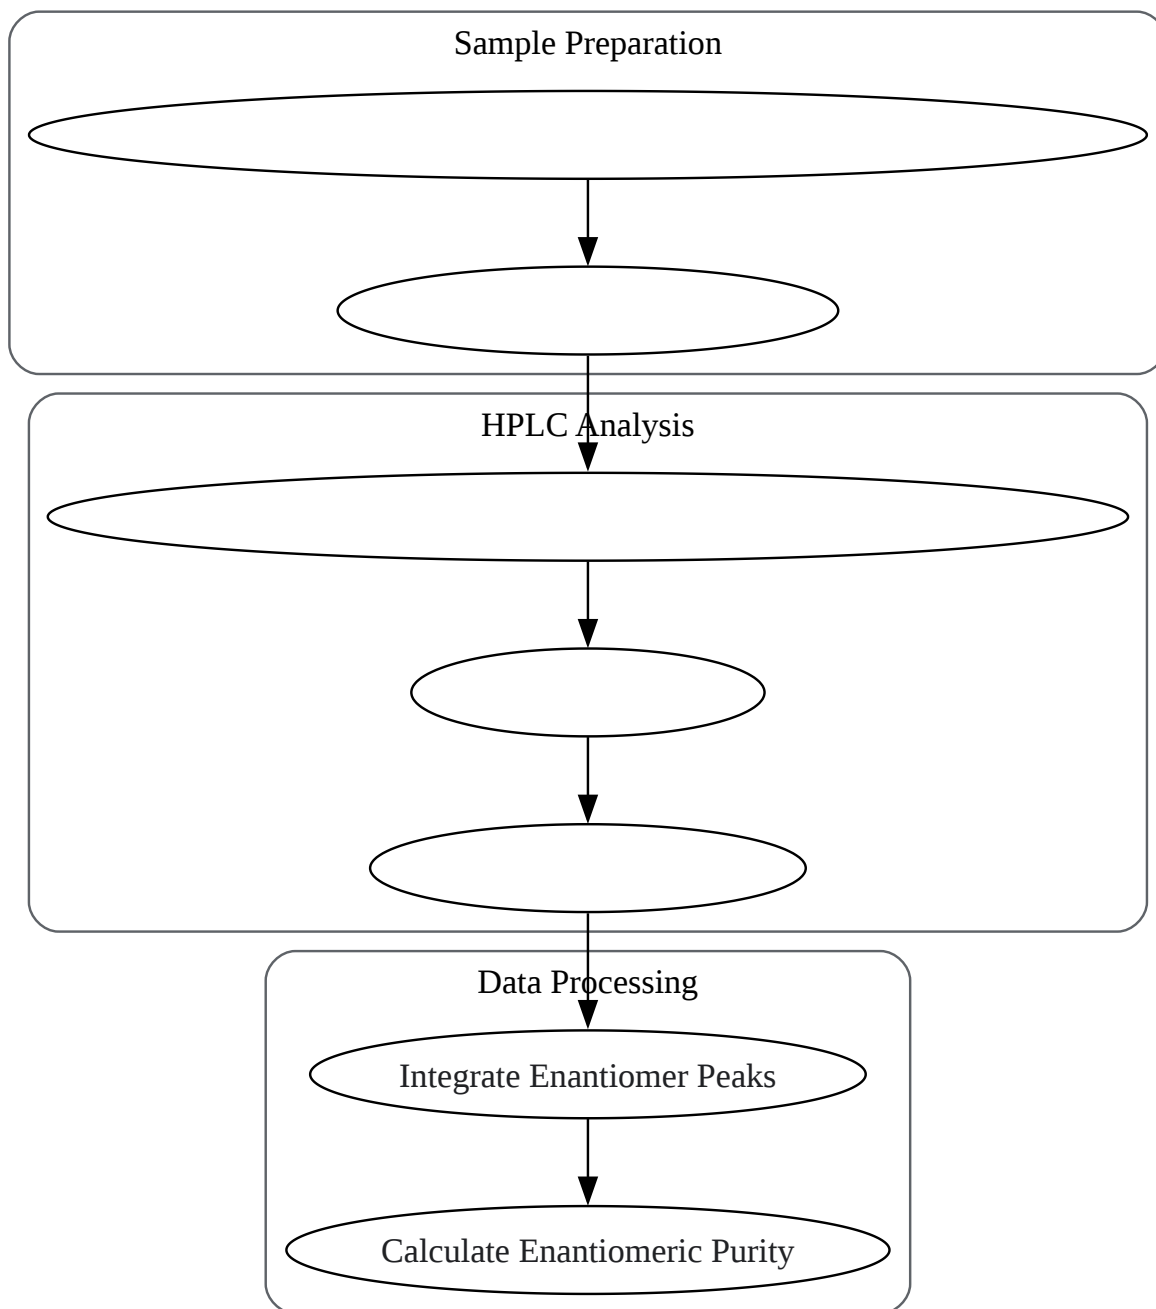 Sample Preparation
HPLC Analysis
Data Processing
Integrate Enantiomer Peaks
Calculate Enantiomeric Purity